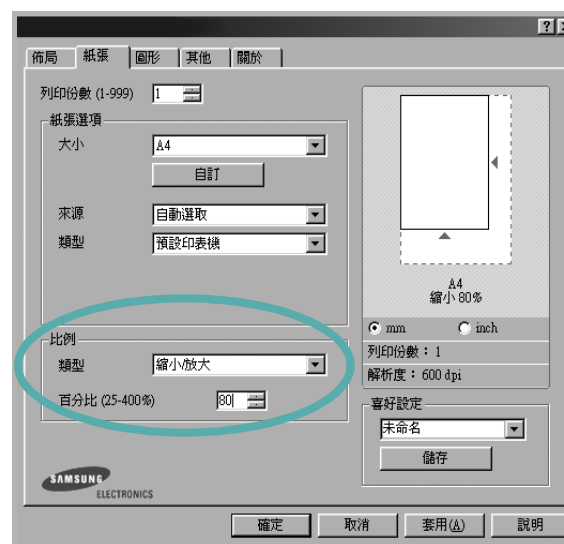 佈局 紙張 圖形 其他 關於
列印份數 (1-999) 1
紙張選項
大小 A4
自訂
來源 自動選取
類型 預設印表機
比例
類型 縮小/放大
百分比 (25-400%) 80
SAMSUNG
ELECTRONICS
A4
縮小 80%
mm inch
列印份數：1
解析度：600 dpi
喜好設定
未命名
儲存
確定 取消 套用(A) 說明